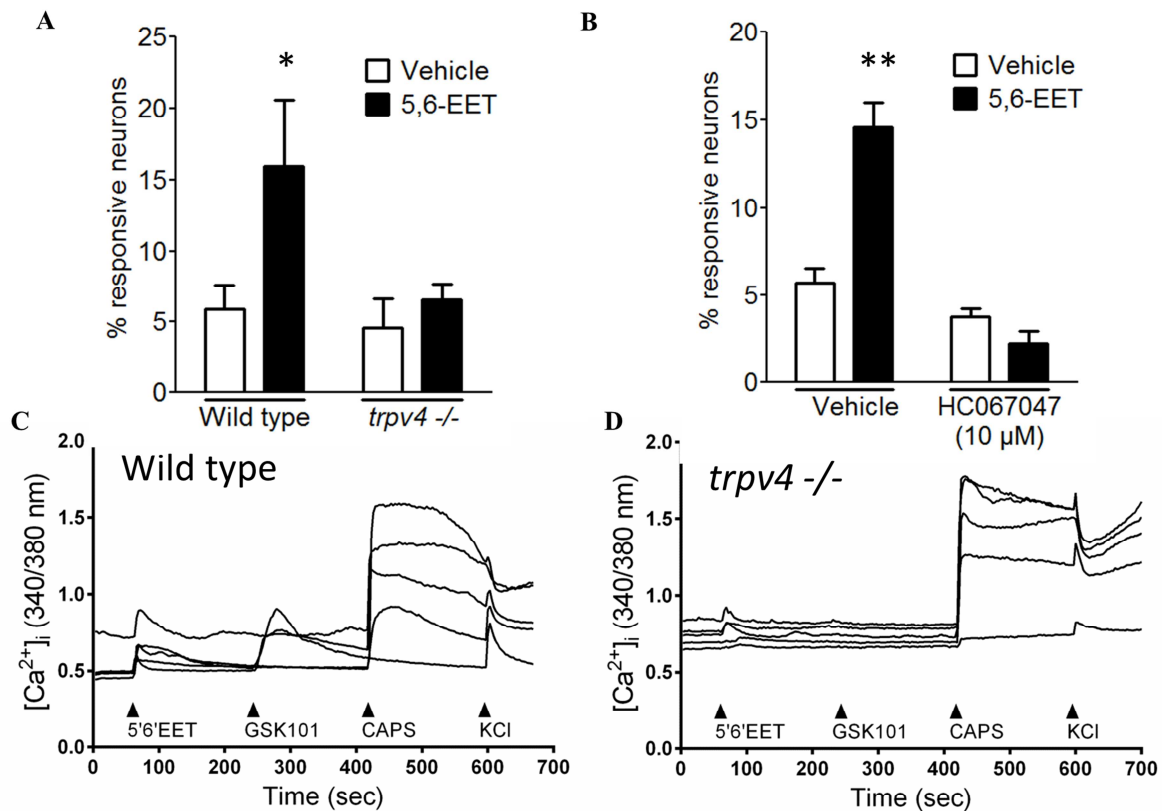 A
25
20
15
10
5
0
% responsive neurons
*
Vehicle
5,6-EET
Wild type
trpv4 -/-
B
20
15
10
5
0
% responsive neurons
**
Vehicle
5,6-EET
Vehicle
HC067047
(10 μM)
C
Wild type
2.0
1.5
1.0
0.5
0.0
[Ca²⁺]i (340/380 nm)
5'6'EET
GSK101
CAPS
KCl
0 100 200 300 400 500 600 700
Time (sec)
D
trpv4 -/-
2.0
1.5
1.0
0.5
0.0
[Ca²⁺]i (340/380 nm)
5'6'EET
GSK101
CAPS
KCl
0 100 200 300 400 500 600 700
Time (sec)